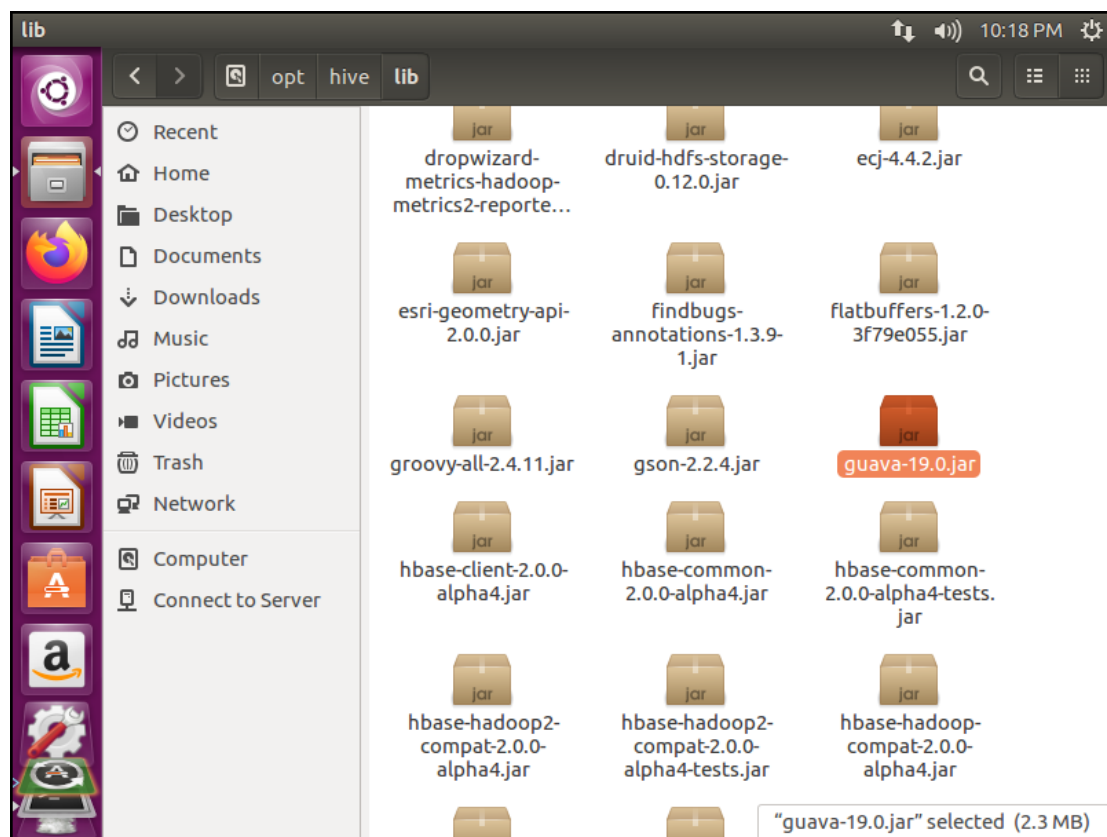 lib
10:18 PM
opt hive lib
Recent
Home
Desktop
Documents
Downloads
Music
Pictures
Videos
Trash
Network
Computer
Connect to Server
jar jar jar
dropwizard-
metrics-hadoop-
metrics2-reporte…
druid-hdfs-storage-
0.12.0.jar
ecj-4.4.2.jar
jar jar jar
esri-geometry-api-
2.0.0.jar
findbugs-
annotations-1.3.9-
1.jar
flatbuffers-1.2.0-
3f79e055.jar
jar jar jar
groovy-all-2.4.11.jar
gson-2.2.4.jar
guava-19.0.jar
jar jar jar
hbase-client-2.0.0-
alpha4.jar
hbase-common-
2.0.0-alpha4.jar
hbase-common-
2.0.0-alpha4-tests.
jar
jar jar jar
hbase-hadoop2-
compat-2.0.0-
alpha4.jar
hbase-hadoop2-
compat-2.0.0-
alpha4-tests.jar
hbase-hadoop-
compat-2.0.0-
alpha4.jar
“guava-19.0.jar” selected (2.3 MB)
a